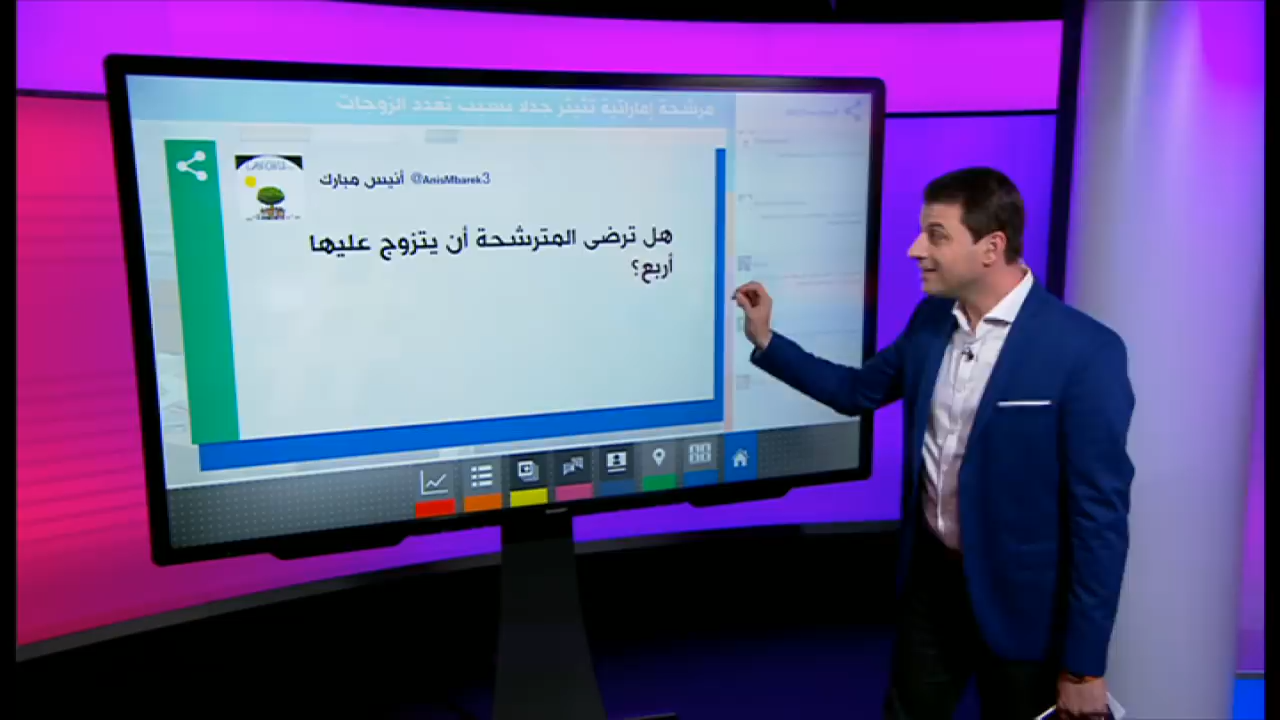 مرشحة إماراتية تثير جدلا بسبب تعدد الزوجات
أنيس مبارك @AnisMbarek3
هل ترضى المترشحة أن يتزوج عليها
أربع؟